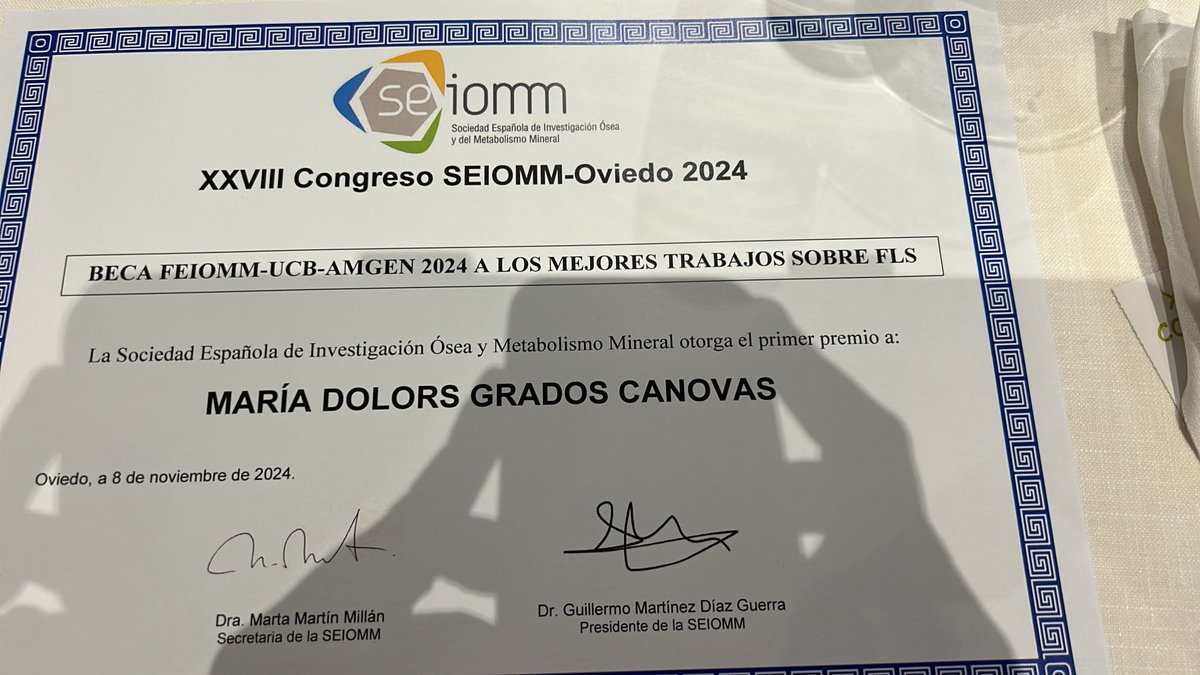 seiomm
Sociedad Española de Investigación Ósea
y del Metabolismo Mineral
XXVIII Congreso SEIOMM-Oviedo 2024
BECA FEIOMM-UCB-AMGEN 2024 A LOS MEJORES TRABAJOS SOBRE FLS
La Sociedad Española de Investigación Ósea y Metabolismo Mineral otorga el primer premio a:
MARÍA DOLORS GRADOS CANOVAS
Oviedo, a 8 de noviembre de 2024.
Dra. Marta Martín Millán
Secretaria de la SEIOMM
Dr. Guillermo Martínez Díaz Guerra
Presidente de la SEIOMM